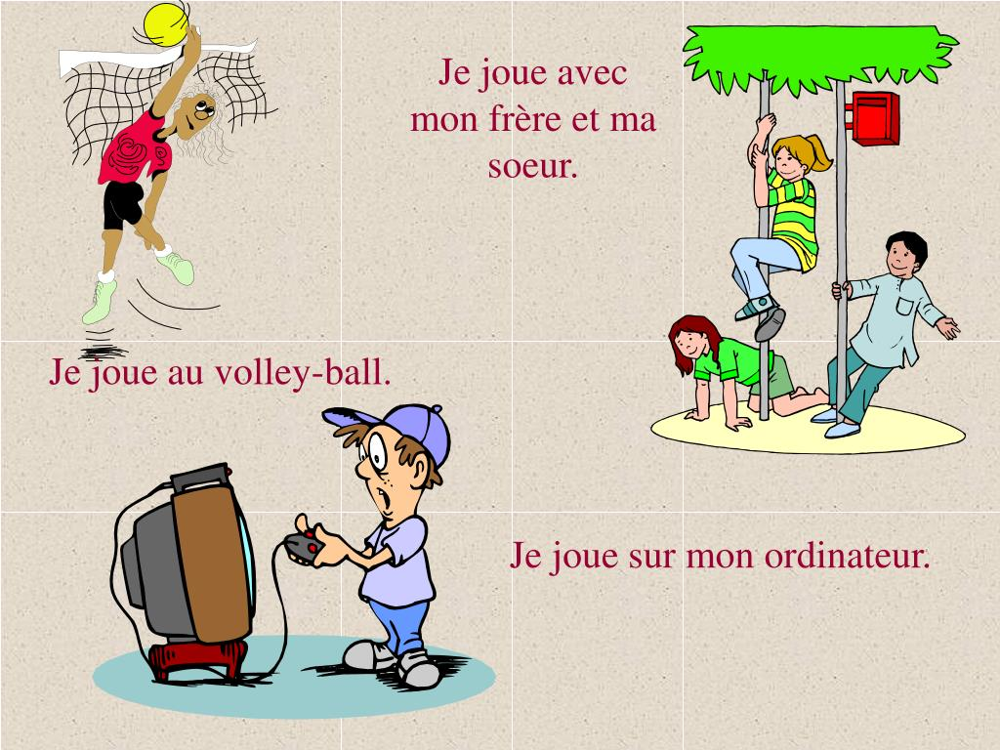 Je joue avec
mon frère et ma
soeur.
Je joue au volley-ball.
Je joue sur mon ordinateur.